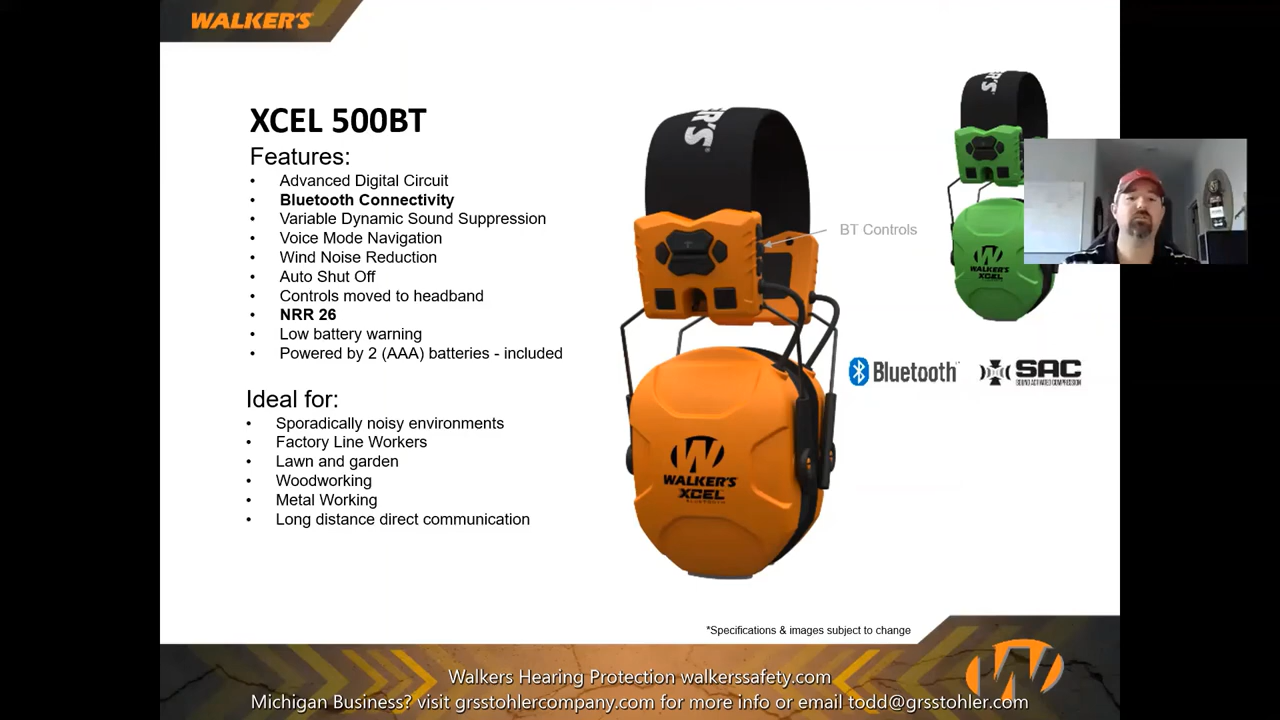 WALKER'S
XCEL 500BT
Features:
• Advanced Digital Circuit
• Bluetooth Connectivity
• Variable Dynamic Sound Suppression
• Voice Mode Navigation
• Wind Noise Reduction
• Auto Shut Off
• Controls moved to headband
• NRR 26
• Low battery warning
• Powered by 2 (AAA) batteries - included
Ideal for:
• Sporadically noisy environments
• Factory Line Workers
• Lawn and garden
• Woodworking
• Metal Working
• Long distance direct communication
ER'S
BT Controls
W
WALKER'S
XCEL
BLUETOOTH
R'S
W
WALKER'S
XCEL
Bluetooth
SAC
SOUND ACTIVATED COMPRESSION
*Specifications & images subject to change
W
Walkers Hearing Protection walkerssafety.com
Michigan Business? visit grsstohlercompany.com for more info or email todd@grsstohler.com